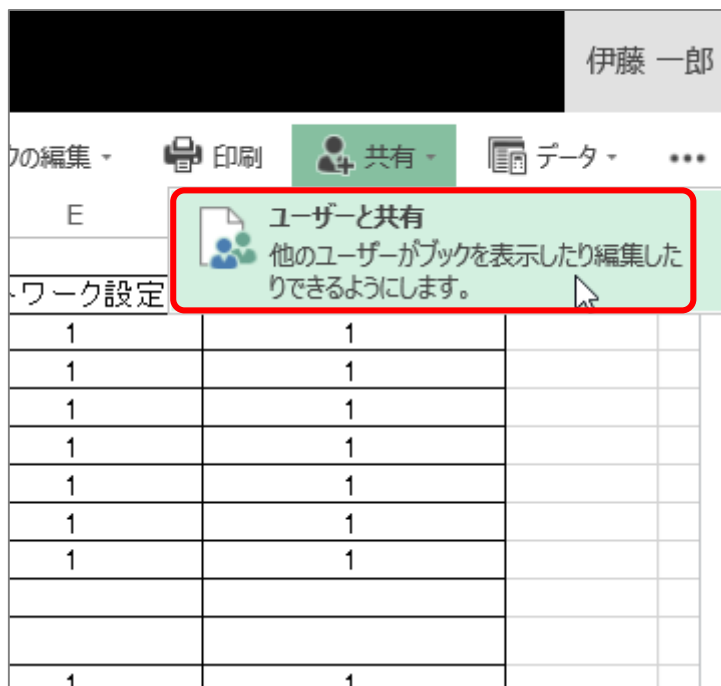 伊藤 一郎
クの編集
印刷
共有
データ
E
ユーザーと共有
他のユーザーがブックを表示したり編集した
りできるようにします。
トワーク設定
1 1
1 1
1 1
1 1
1 1
1 1
1 1
1 1